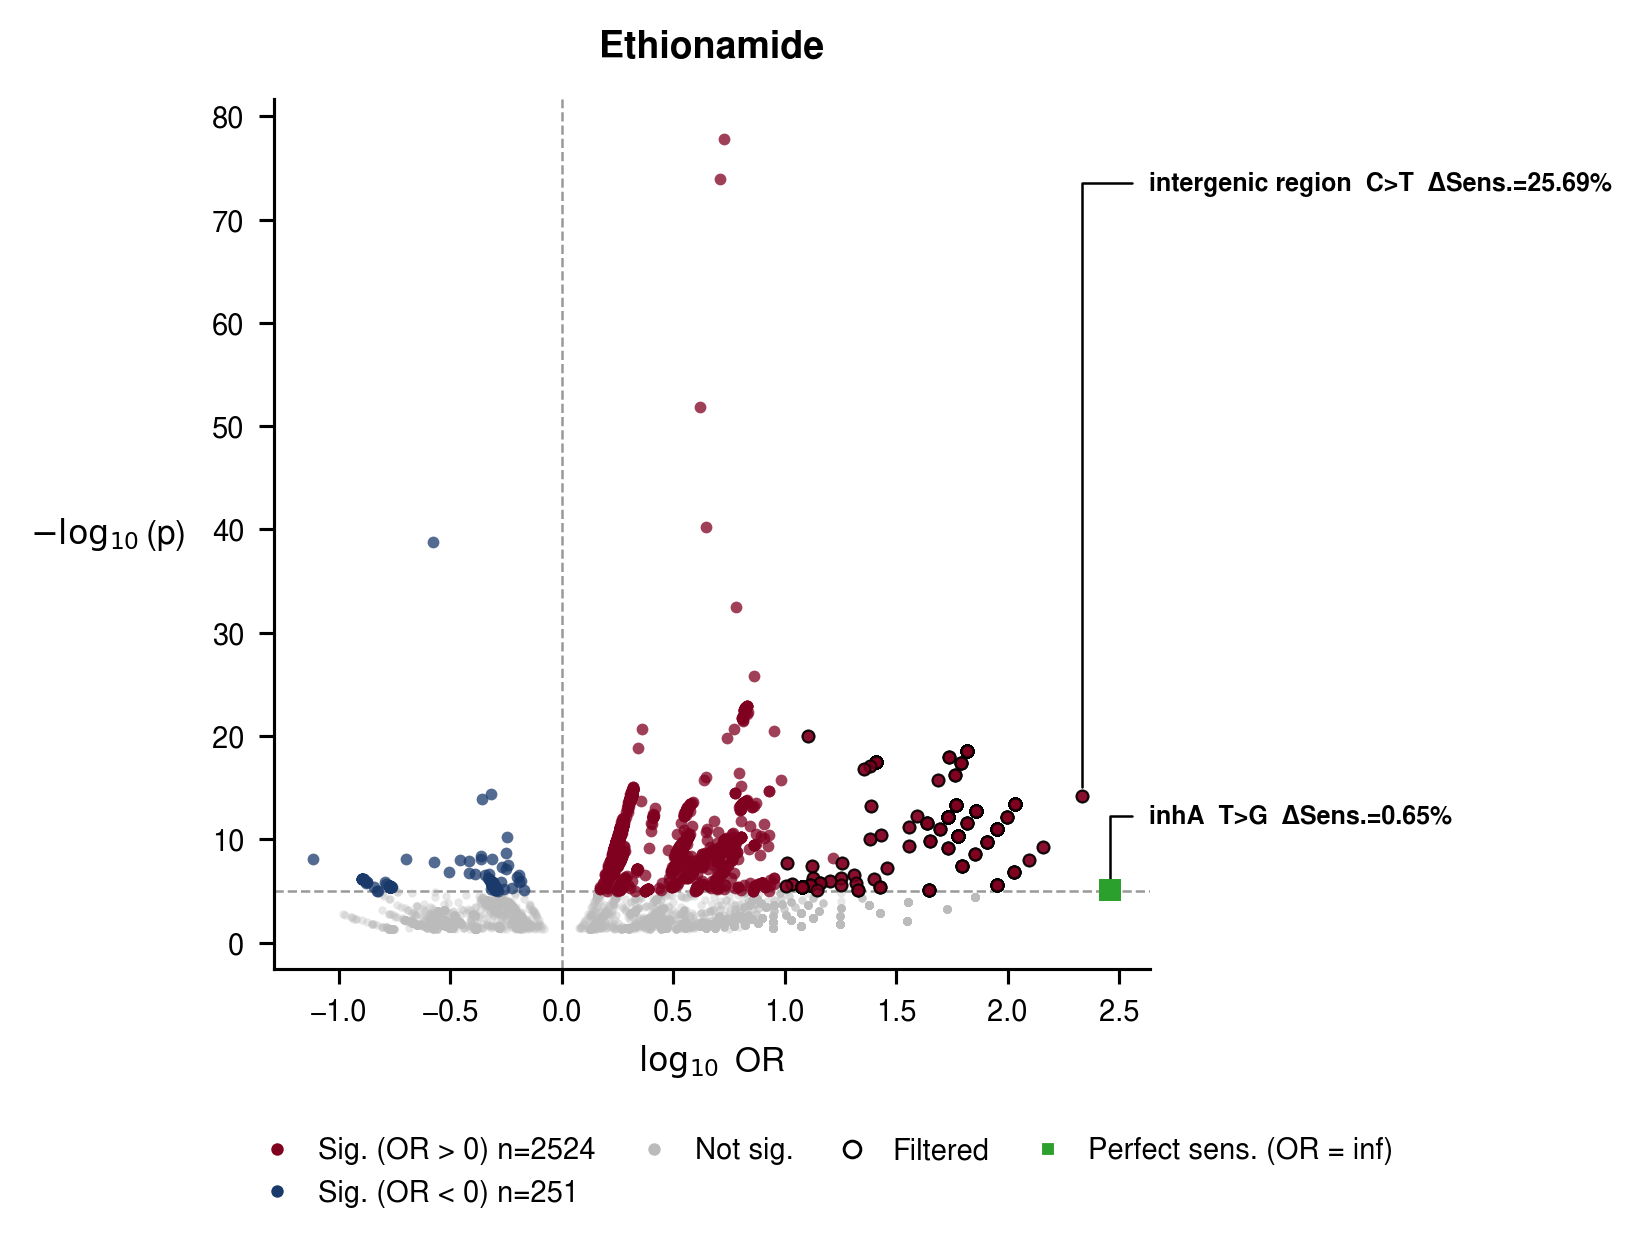 Ethionamide
80
70
60
50
40
30
20
10
0
−log10 (p)
intergenic region  C>T  ΔSens.=25.69%
inhA  T>G  ΔSens.=0.65%
−1.0 −0.5 0.0 0.5 1.0 1.5 2.0 2.5
log10 OR
Sig. (OR > 0) n=2524 Not sig. Filtered Perfect sens. (OR = inf)
Sig. (OR < 0) n=251